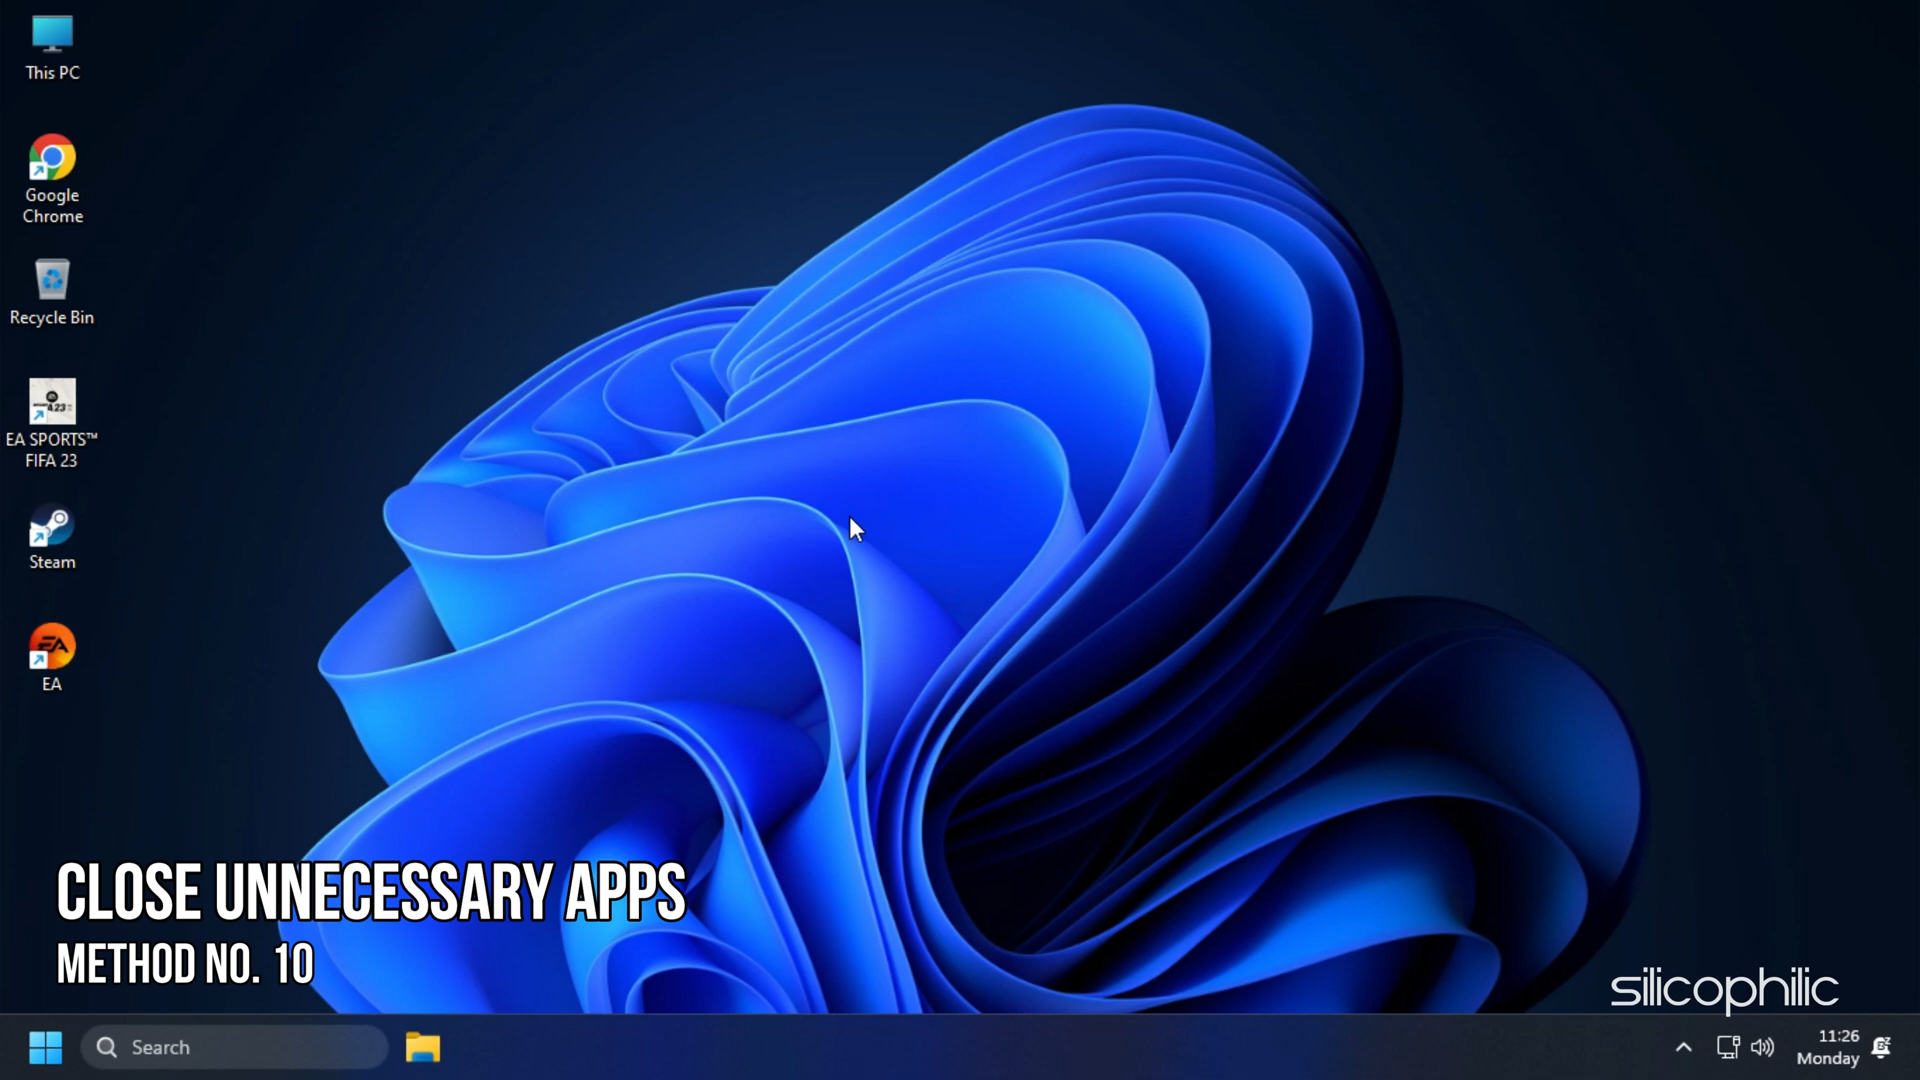 This PC
Google
Chrome
Recycle Bin
EA SPORTS™
FIFA 23
Steam
EA
CLOSE UNNECESSARY APPS
METHOD NO. 10
silicophilic
Search
11:26
Monday